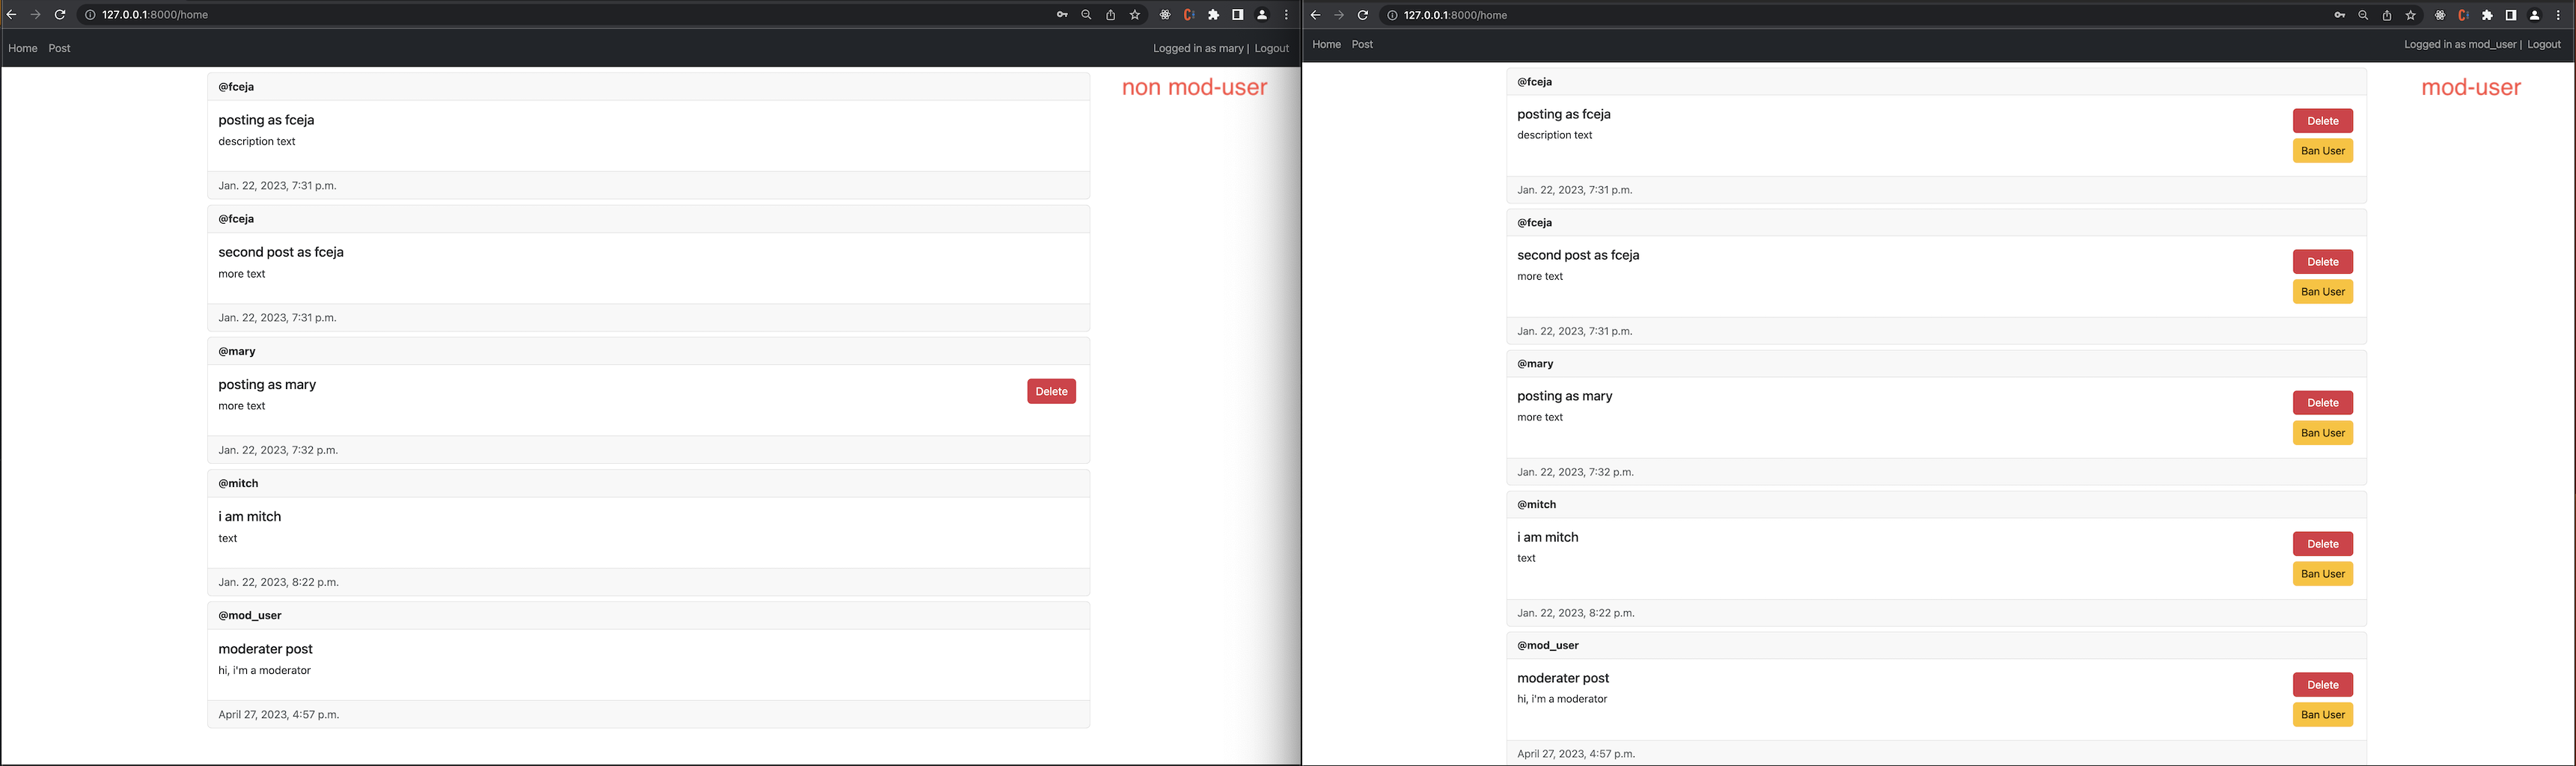 127.0.0.1:8000/home
Home Post Logged in as mary | Logout
non mod-user
@fceja
posting as fceja
description text
Jan. 22, 2023, 7:31 p.m.
@fceja
second post as fceja
more text
Jan. 22, 2023, 7:31 p.m.
@mary
posting as mary
Delete
more text
Jan. 22, 2023, 7:32 p.m.
@mitch
i am mitch
text
Jan. 22, 2023, 8:22 p.m.
@mod_user
moderater post
hi, i'm a moderator
April 27, 2023, 4:57 p.m.
127.0.0.1:8000/home
Home Post Logged in as mod_user | Logout
mod-user
@fceja
posting as fceja
Delete
description text
Ban User
Jan. 22, 2023, 7:31 p.m.
@fceja
second post as fceja
Delete
more text
Ban User
Jan. 22, 2023, 7:31 p.m.
@mary
posting as mary
Delete
more text
Ban User
Jan. 22, 2023, 7:32 p.m.
@mitch
i am mitch
Delete
text
Ban User
Jan. 22, 2023, 8:22 p.m.
@mod_user
moderater post
Delete
hi, i'm a moderator
Ban User
April 27, 2023, 4:57 p.m.